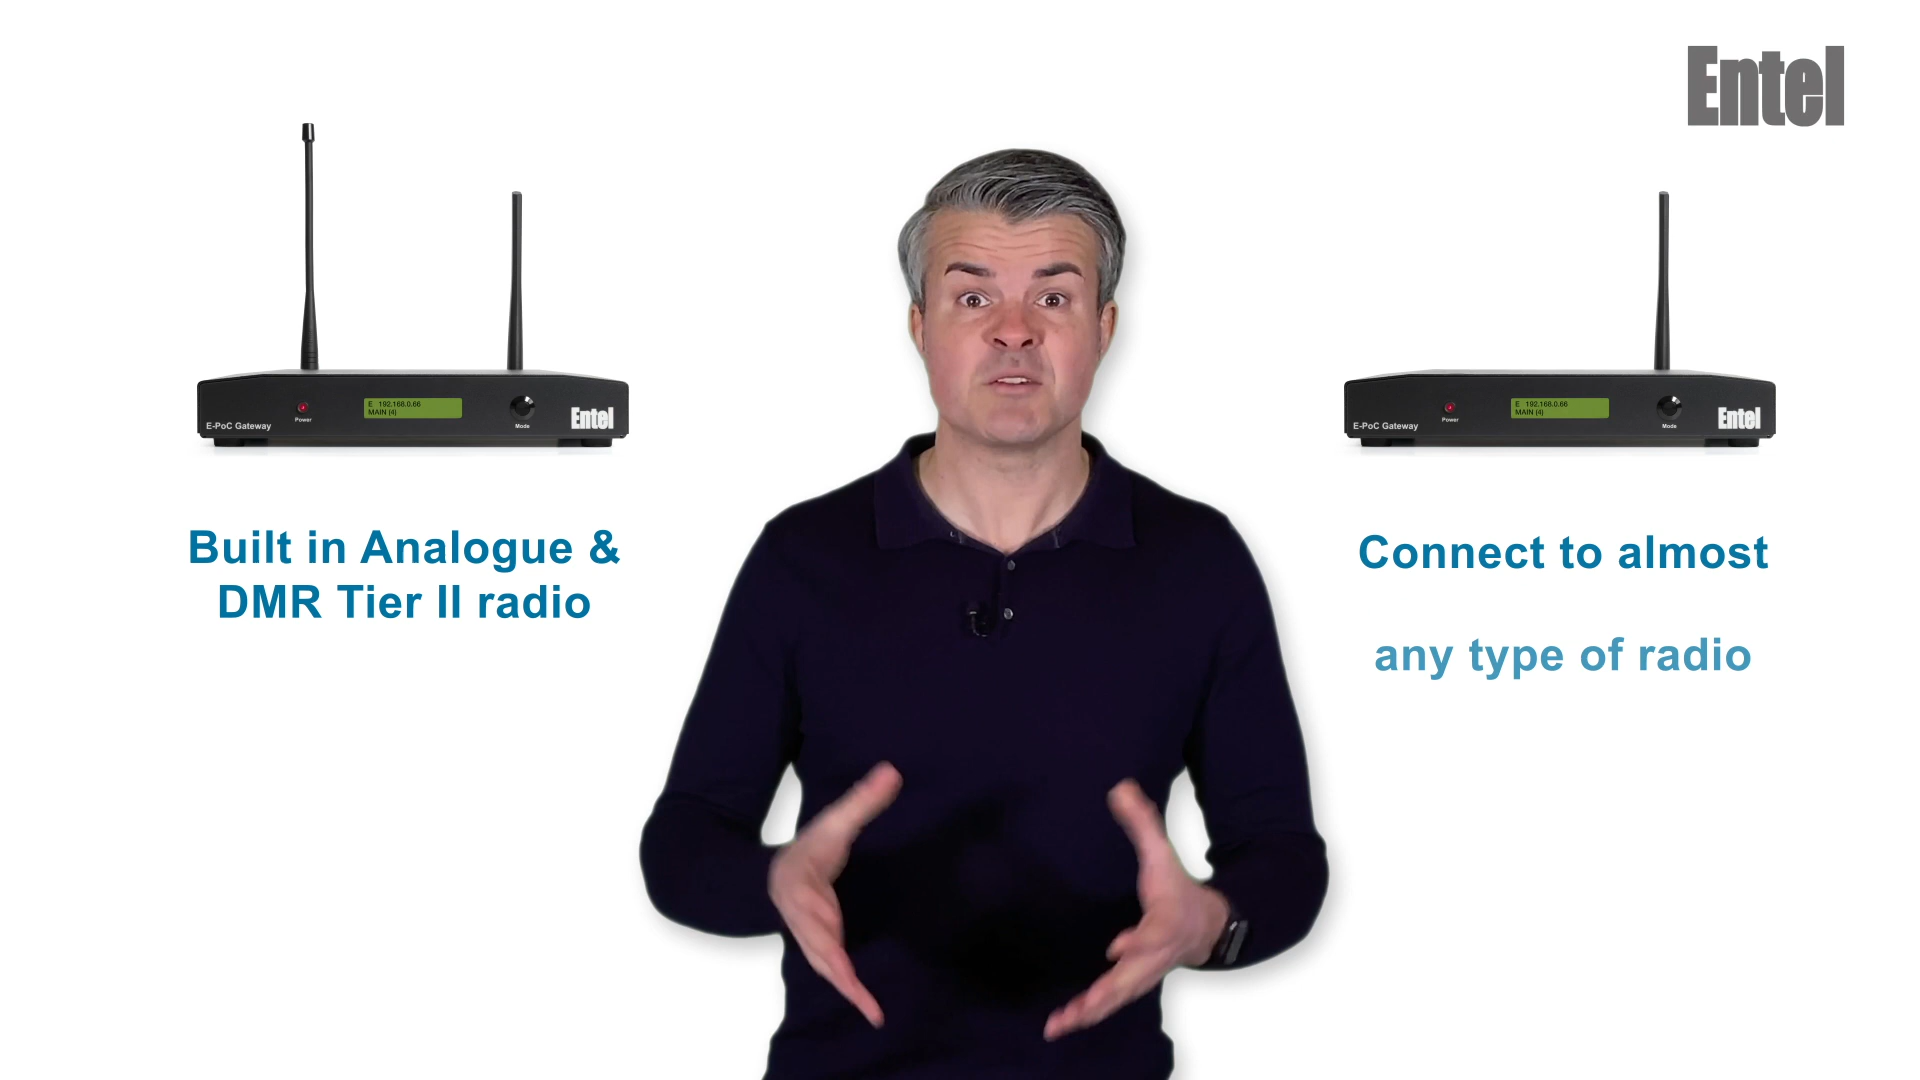 Entel
E 192.168.0.66
MAIN (4)
Power
Mode
E-PoC Gateway
Entel
Built in Analogue &
DMR Tier II radio
E 192.168.0.66
MAIN (4)
Power
Mode
E-PoC Gateway
Entel
Connect to almost
any type of radio